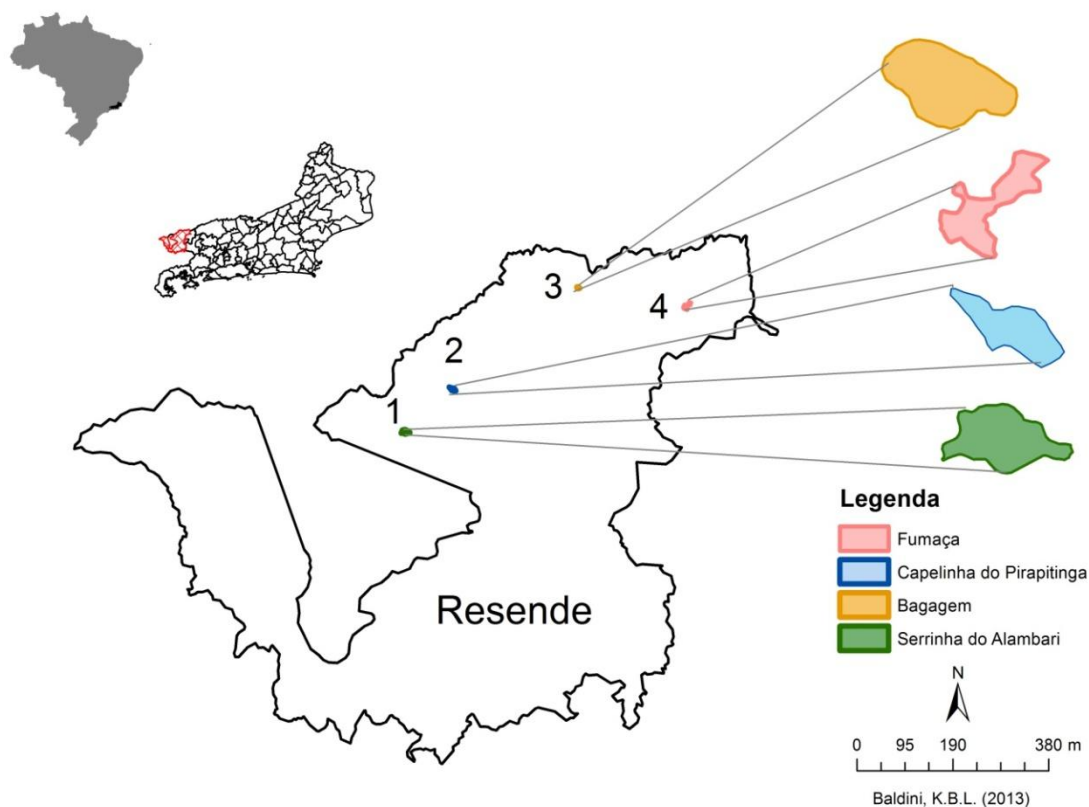 3
4
2
1
Resende
Legenda
Fumaça
Capelinha do Pirapitinga
Bagagem
Serrinha do Alambari
N
0 95 190 380 m
Baldini, K.B.L. (2013)